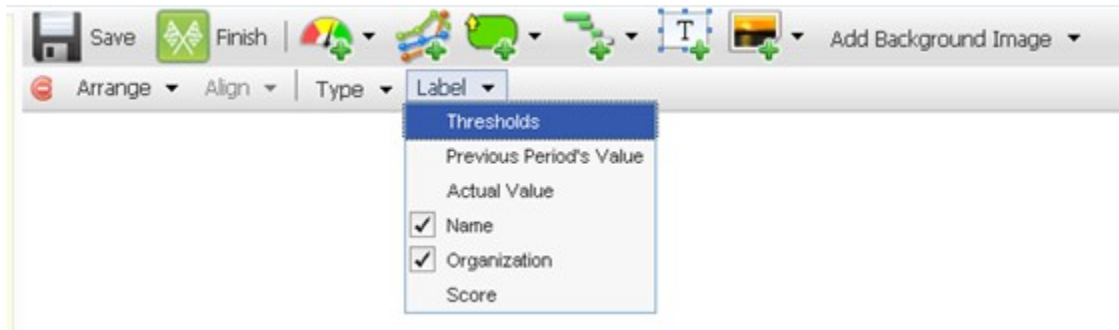 Save Finish T Add Background Image
Arrange Align Type Label
Thresholds
Previous Period's Value
Actual Value
Name
Organization
Score